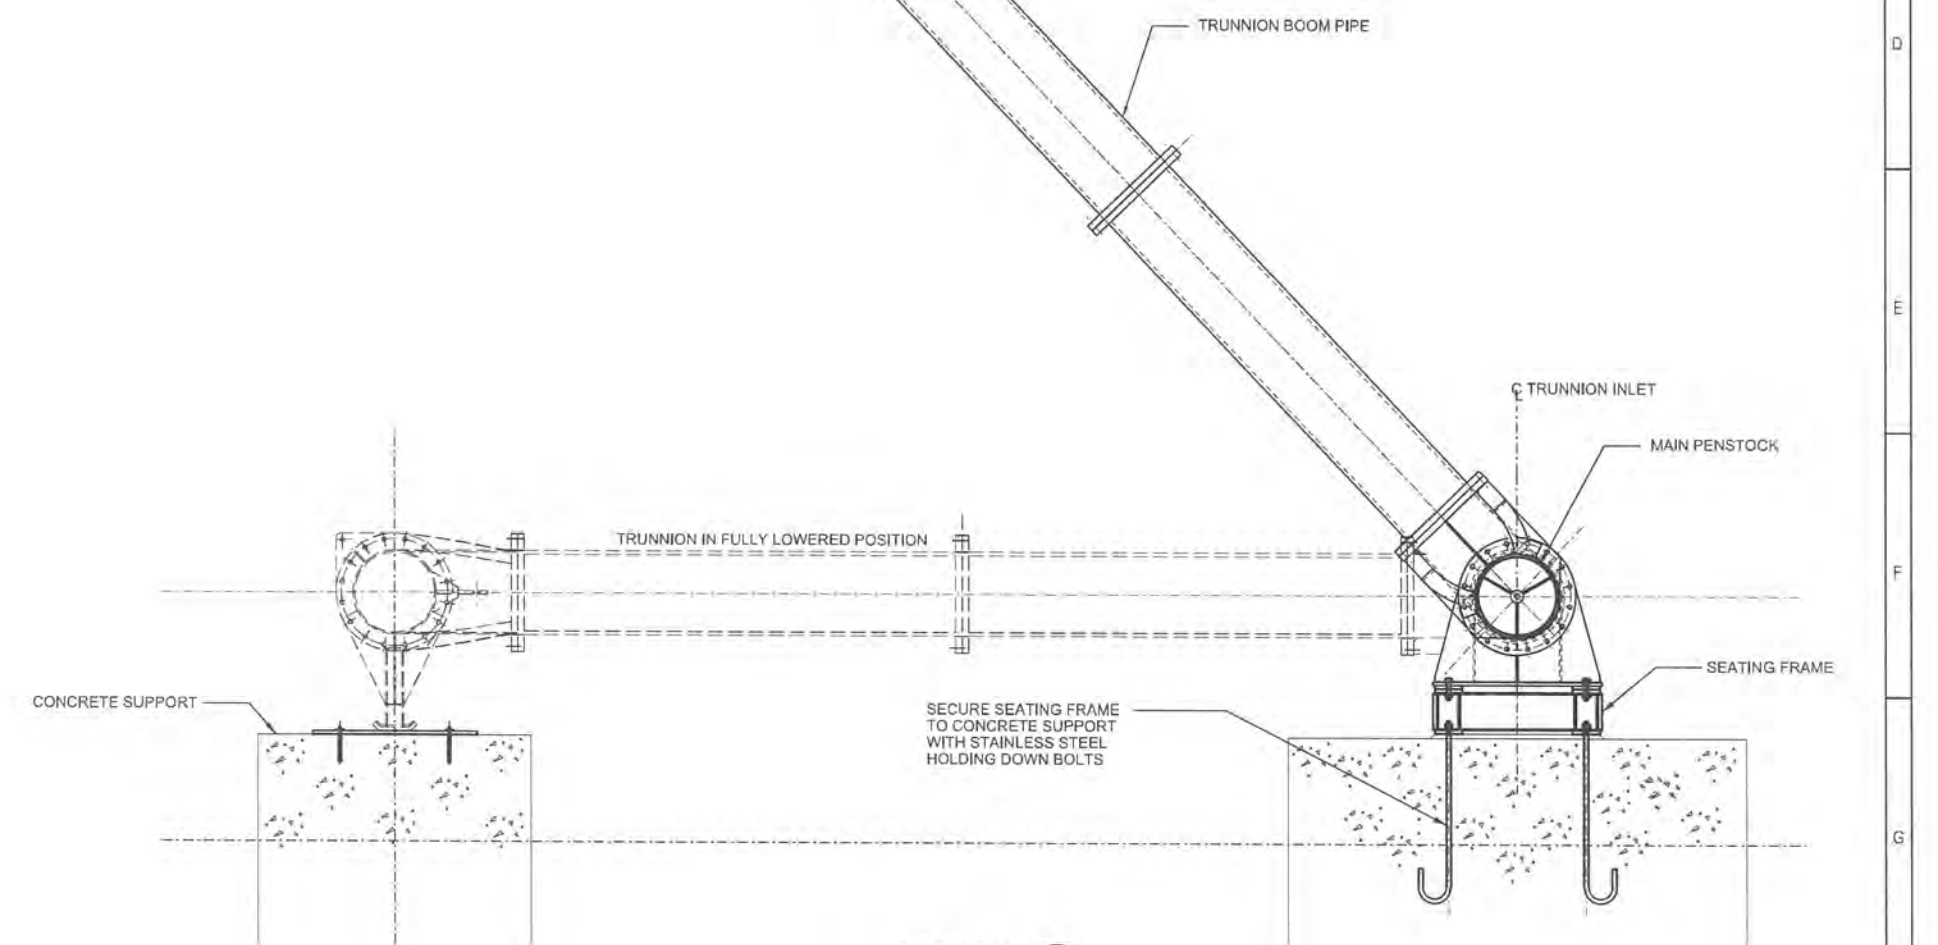 TRUNNION BOOM PIPE
D
E
℄ TRUNNION INLET
MAIN PENSTOCK
TRUNNION IN FULLY LOWERED POSITION
F
SEATING FRAME
CONCRETE SUPPORT
SECURE SEATING FRAME
TO CONCRETE SUPPORT
WITH STAINLESS STEEL
HOLDING DOWN BOLTS
G